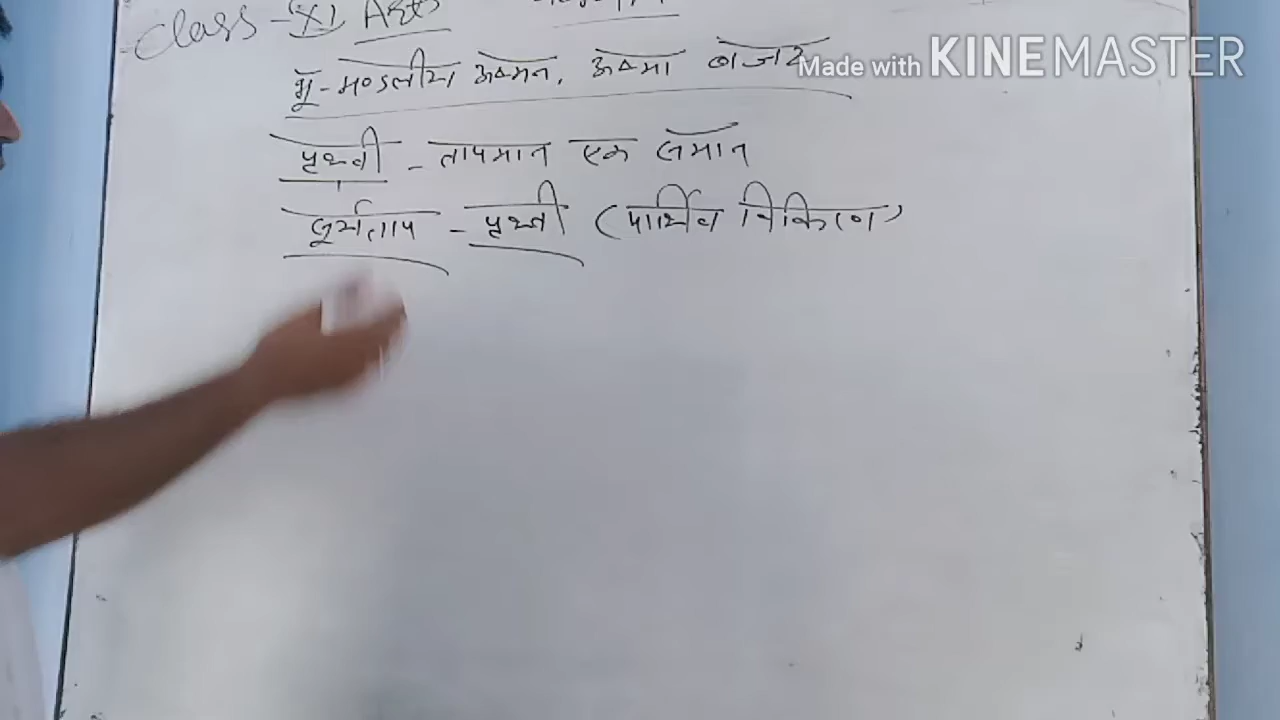 Class - XI Arts
भू-मण्डलीय ऊष्मन, ऊष्मा बजट
Made with KINEMASTER
पृथ्वी - तापमान एक समान
सूर्यताप - पृथ्वी (पार्थिव विकिरण)